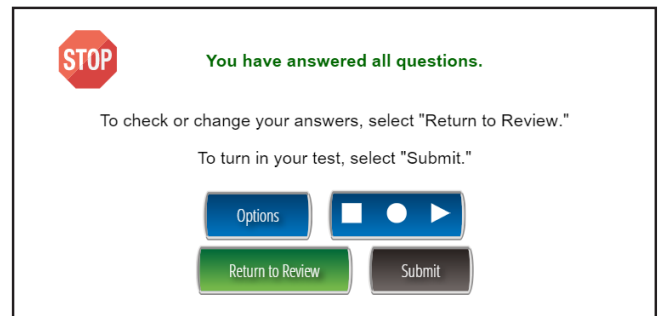 STOP
You have answered all questions.
To check or change your answers, select "Return to Review."
To turn in your test, select "Submit."
Options
Return to Review
Submit